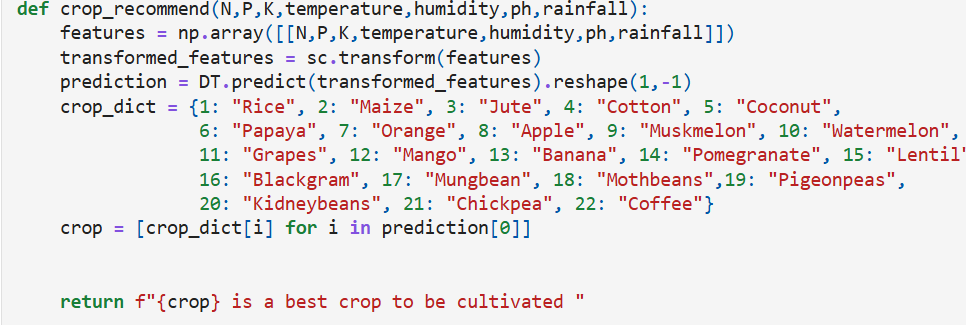 def crop_recommend(N,P,K,temperature,humidity,ph,rainfall):
    features = np.array([[N,P,K,temperature,humidity,ph,rainfall]])
    transformed_features = sc.transform(features)
    prediction = DT.predict(transformed_features).reshape(1,-1)
    crop_dict = {1: "Rice", 2: "Maize", 3: "Jute", 4: "Cotton", 5: "Coconut",
                 6: "Papaya", 7: "Orange", 8: "Apple", 9: "Muskmelon", 10: "Watermelon",
                 11: "Grapes", 12: "Mango", 13: "Banana", 14: "Pomegranate", 15: "Lentil"
                 16: "Blackgram", 17: "Mungbean", 18: "Mothbeans",19: "Pigeonpeas",
                 20: "Kidneybeans", 21: "Chickpea", 22: "Coffee"}
    crop = [crop_dict[i] for i in prediction[0]]
    return f"{crop} is a best crop to be cultivated "